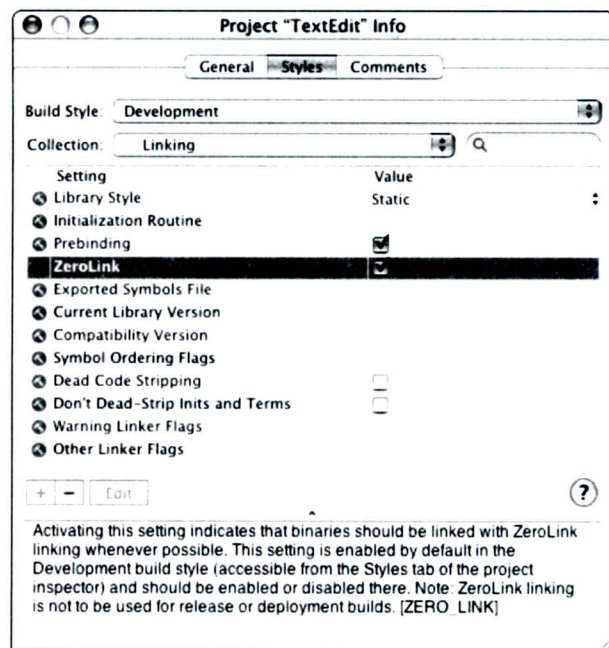 Project “TextEdit” Info
General Styles Comments
Build Style: Development
Collection: Linking
Setting Value
Library Style Static
Initialization Routine
Prebinding
ZeroLink
Exported Symbols File
Current Library Version
Compatibility Version
Symbol Ordering Flags
Dead Code Stripping
Don't Dead-Strip Inits and Terms
Warning Linker Flags
Other Linker Flags
+ - Edit ?
Activating this setting indicates that binaries should be linked with ZeroLink
linking whenever possible. This setting is enabled by default in the
Development build style (accessible from the Styles tab of the project
inspector) and should be enabled or disabled there. Note: ZeroLink linking
is not to be used for release or deployment builds. [ZERO_LINK]